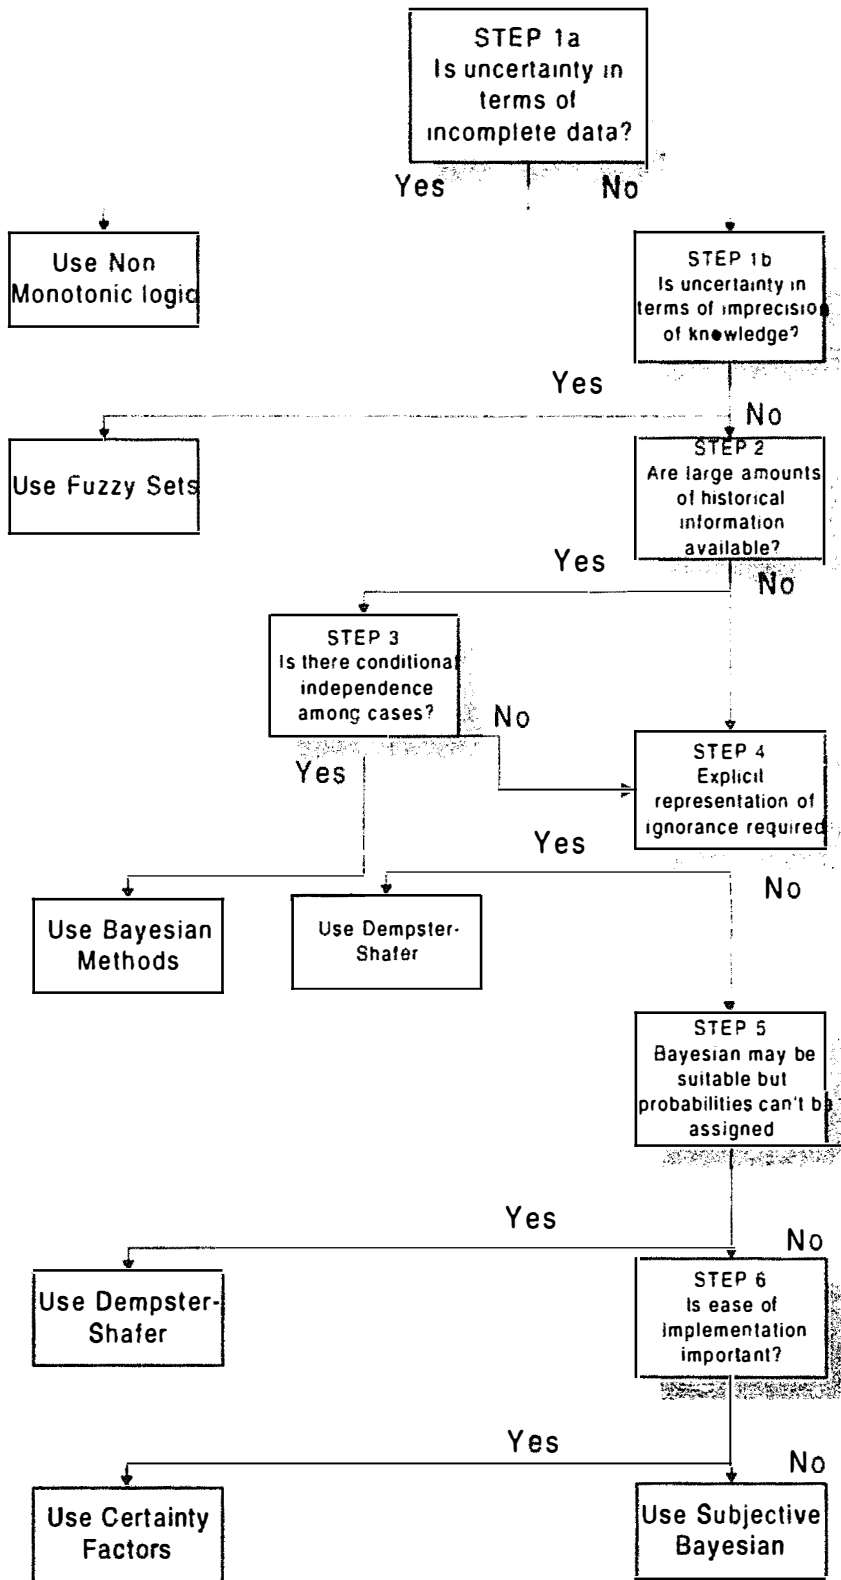 STEP 1a
Is uncertainty in
terms of
incomplete data?
Yes
No
Use Non
Monotonic logic
STEP 1b
Is uncertainty in
terms of imprecision
of knowledge?
Yes
No
Use Fuzzy Sets
STEP 2
Are large amounts
of historical
information
available?
Yes
No
STEP 3
Is there conditional
independence
among cases?
No
Yes
STEP 4
Explicit
representation of
ignorance required
Yes
No
Use Bayesian
Methods
Use Dempster-
Shafer
STEP 5
Bayesian may be
suitable but
probabilities can't be
assigned
Yes
No
Use Dempster-
Shafer
STEP 6
Is ease of
implementation
important?
Yes
No
Use Certainty
Factors
Use Subjective
Bayesian